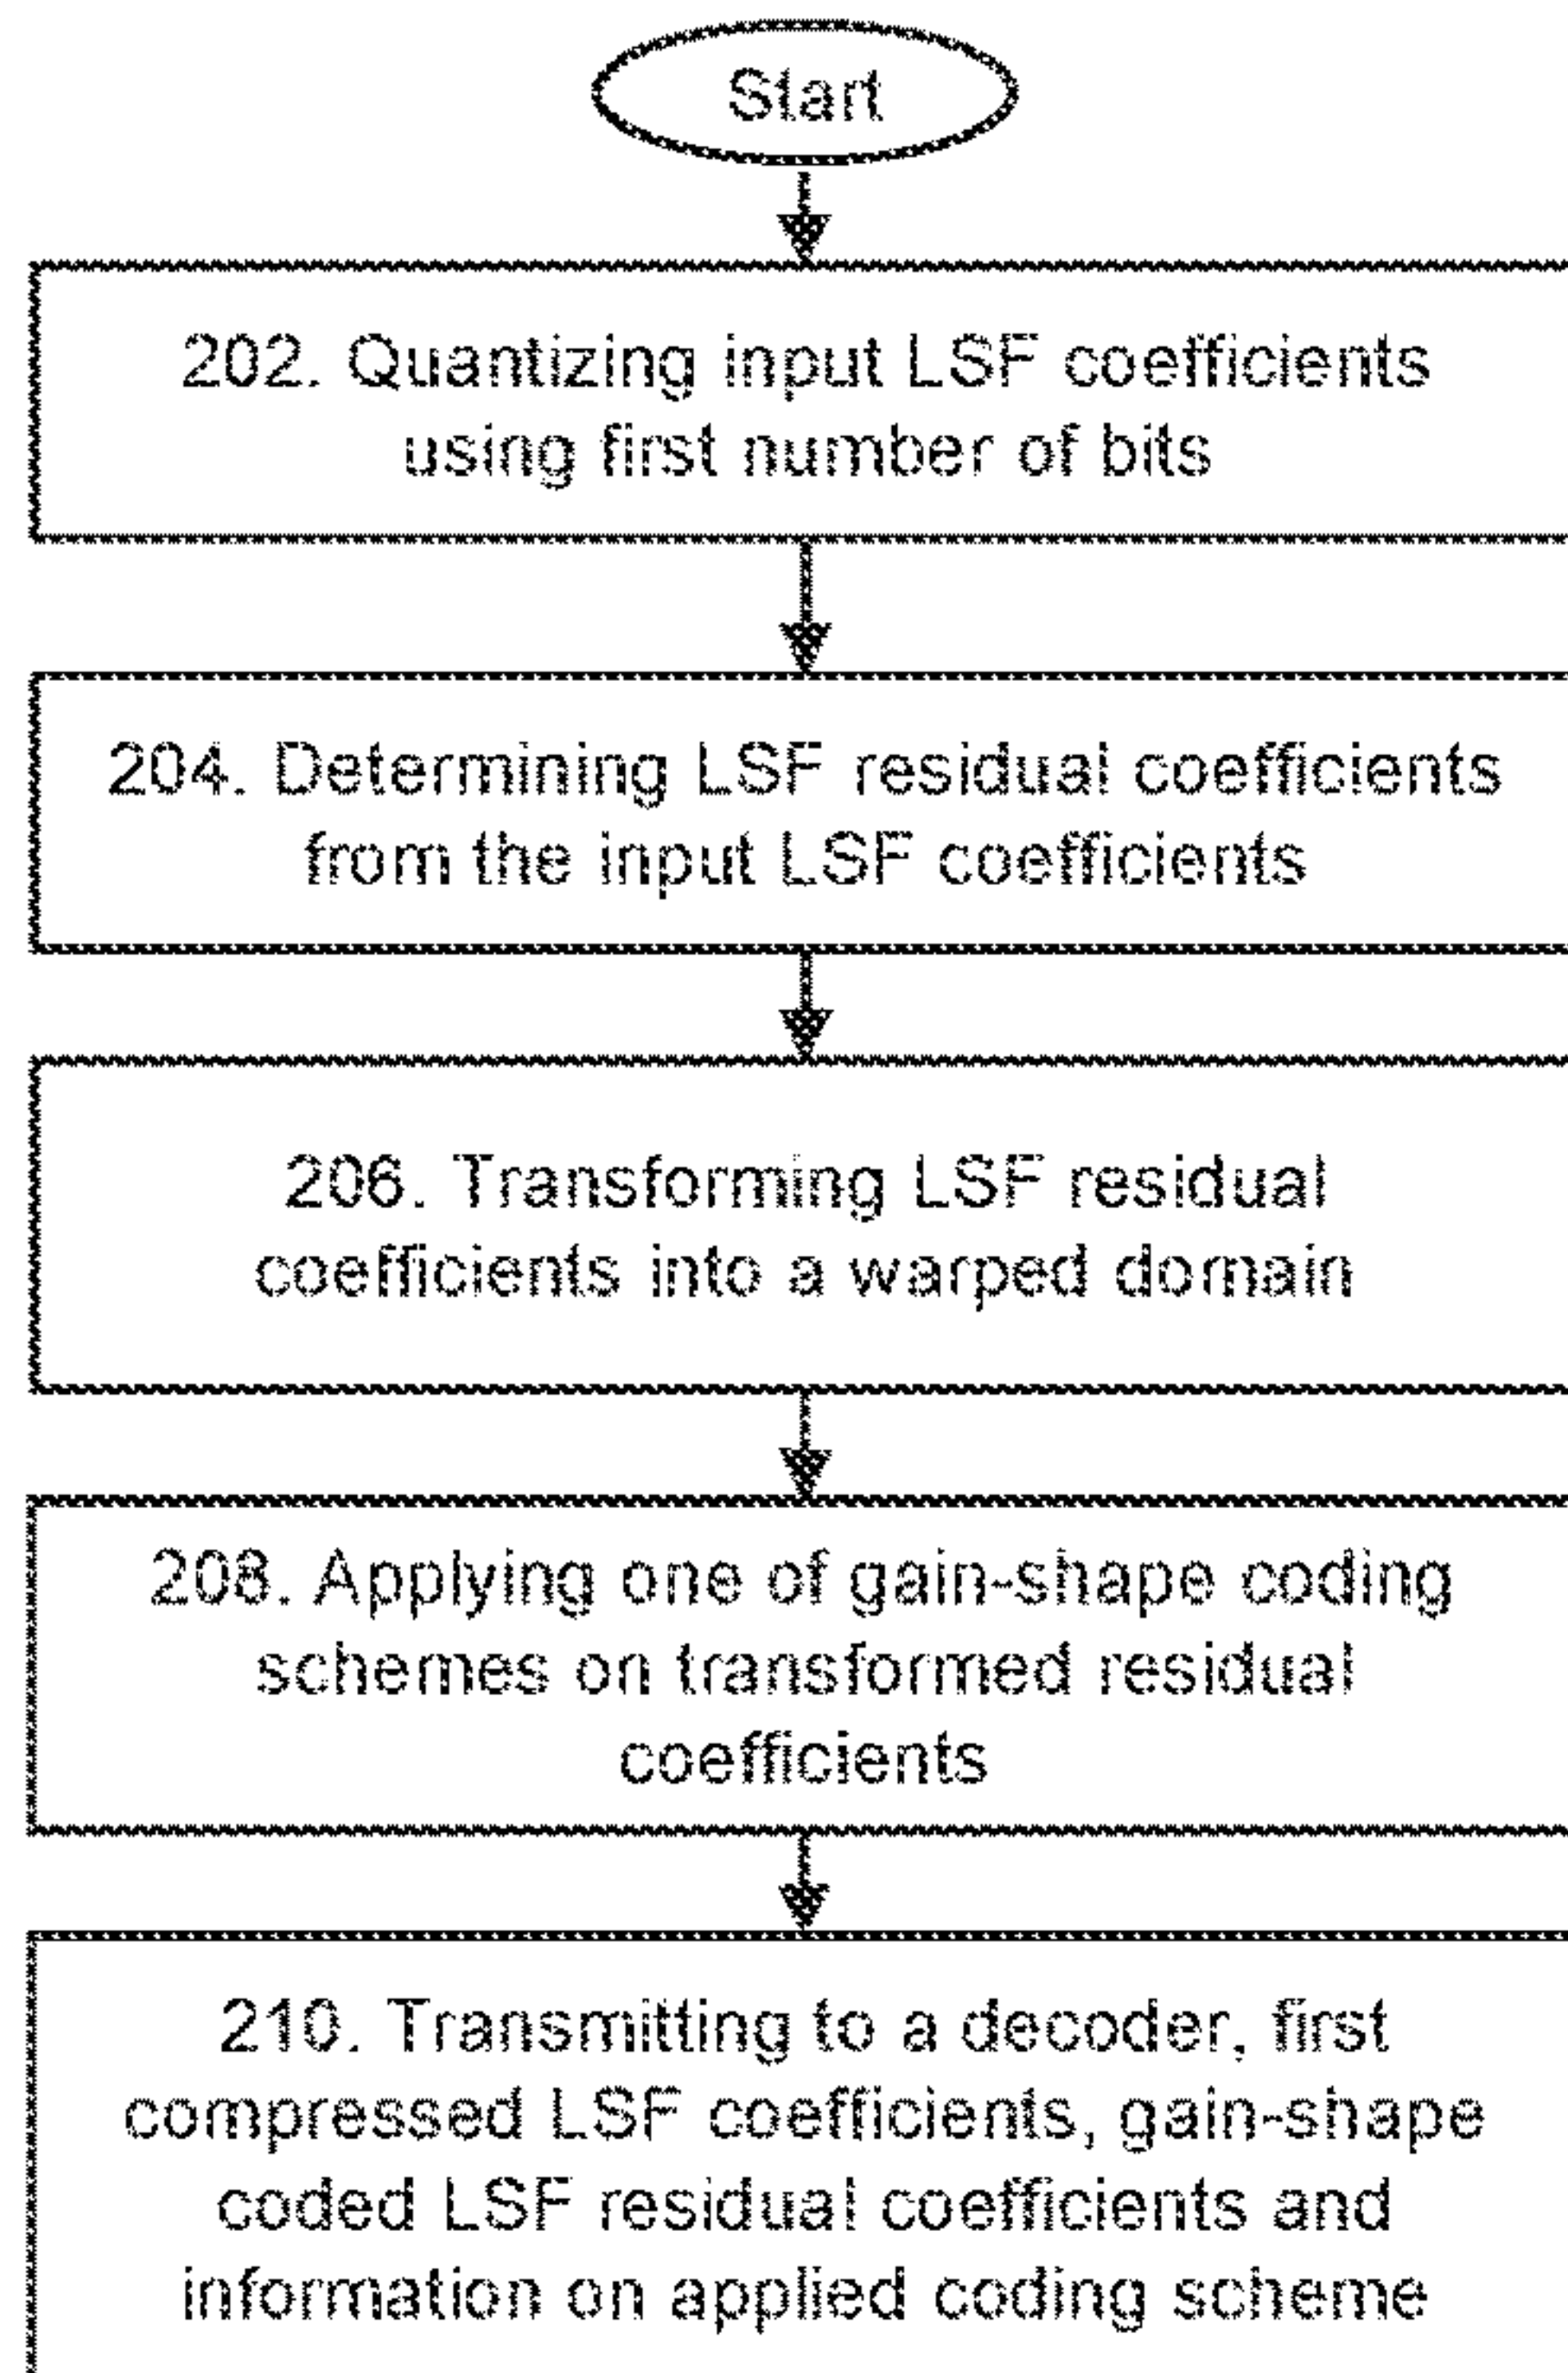 Start
202. Quantizing input LSF coefficients
using first number of bits
204. Determining LSF residual coefficients
from the input LSF coefficients
206. Transforming LSF residual
coefficients into a warped domain
208. Applying one of gain-shape coding
schemes on transformed residual
coefficients
210. Transmitting to a decoder, first
compressed LSF coefficients, gain-shape
coded LSF residual coefficients and
information on applied coding scheme